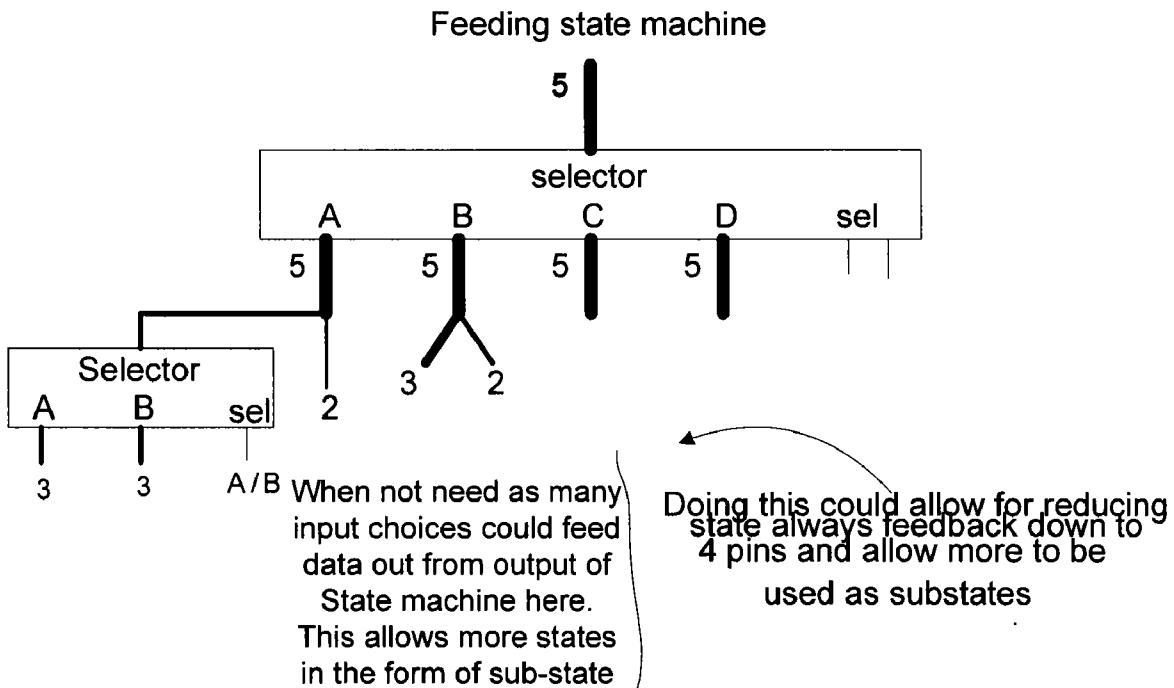 Feeding state machine
5
selector
A B C D sel
5 5 5 5
Selector
A B sel
2
3 2
3 3 A/B
When not need as many
input choices could feed
data out from output of
State machine here.
This allows more states
in the form of sub-state
Doing this could allow for reducing
state always feedback down to
4 pins and allow more to be
used as substates